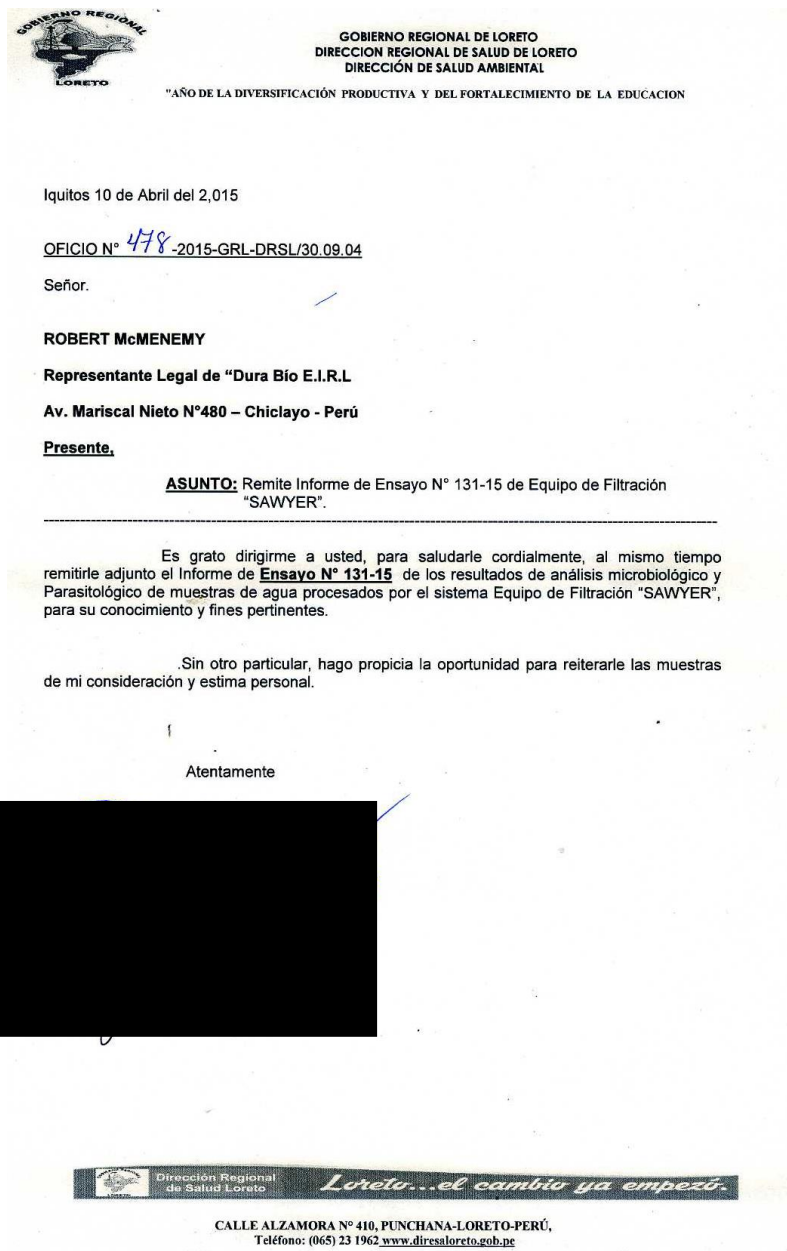 GOBIERNO REGIONAL
LORETO
GOBIERNO REGIONAL DE LORETO
DIRECCION REGIONAL DE SALUD DE LORETO
DIRECCIÓN DE SALUD AMBIENTAL
"AÑO DE LA DIVERSIFICACIÓN PRODUCTIVA Y DEL FORTALECIMIENTO DE LA EDUCACION
Iquitos 10 de Abril del 2,015
OFICIO N° 478-2015-GRL-DRSL/30.09.04
Señor.
ROBERT McMENEMY
Representante Legal de “Dura Bío E.I.R.L
Av. Mariscal Nieto N°480 – Chiclayo - Perú
Presente,
ASUNTO: Remite Informe de Ensayo N° 131-15 de Equipo de Filtración
“SAWYER”.
Es grato dirigirme a usted, para saludarle cordialmente, al mismo tiempo
remitirle adjunto el Informe de Ensayo N° 131-15 de los resultados de análisis microbiológico y
Parasitológico de muestras de agua procesados por el sistema Equipo de Filtración "SAWYER",
para su conocimiento y fines pertinentes.
.Sin otro particular, hago propicia la oportunidad para reiterarle las muestras
de mi consideración y estima personal.
Atentamente
LORETO
Dirección Regional
de Salud Loreto
Loreto...el cambio ya empezó.
CALLE ALZAMORA Nº 410, PUNCHANA-LORETO-PERÚ,
Teléfono: (065) 23 1962 www.diresaloreto.gob.pe